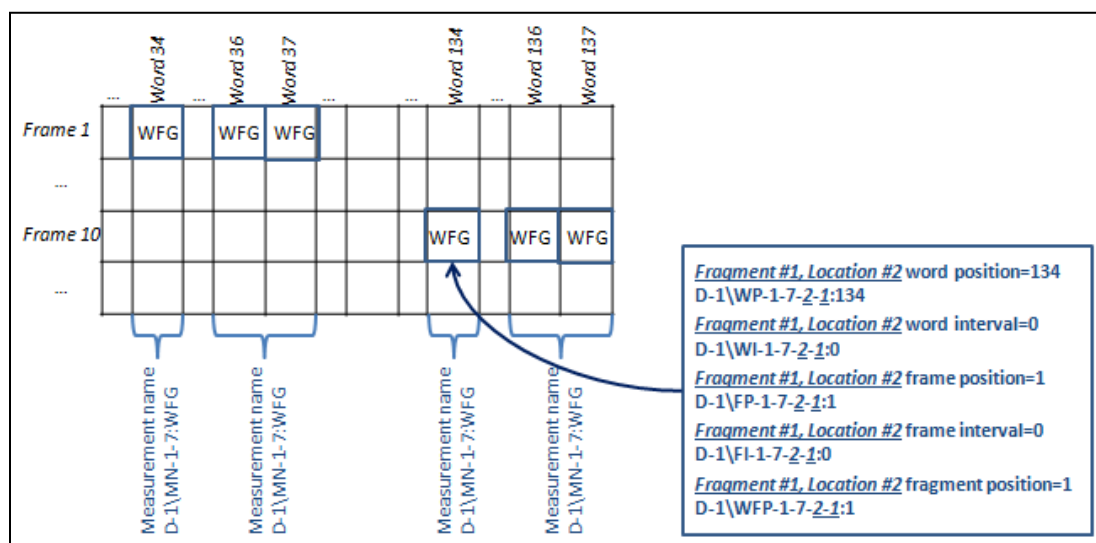 ... Word 34 ... Word 36 Word 37 ... ... Word 134 ... Word 136 Word 137
Frame 1 WFG WFG WFG
...
Frame 10 WFG WFG WFG
...
Measurement name
D-1\MN-1-7:WFG
Measurement name
D-1\MN-1-7:WFG
Measurement name
D-1\MN-1-7:WFG
Measurement name
D-1\MN-1-7:WFG
Fragment #1, Location #2 word position=134
D-1\WP-1-7-2-1:134
Fragment #1, Location #2 word interval=0
D-1\WI-1-7-2-1:0
Fragment #1, Location #2 frame position=1
D-1\FP-1-7-2-1:1
Fragment #1, Location #2 frame interval=0
D-1\FI-1-7-2-1:0
Fragment #1, Location #2 fragment position=1
D-1\WFP-1-7-2-1:1